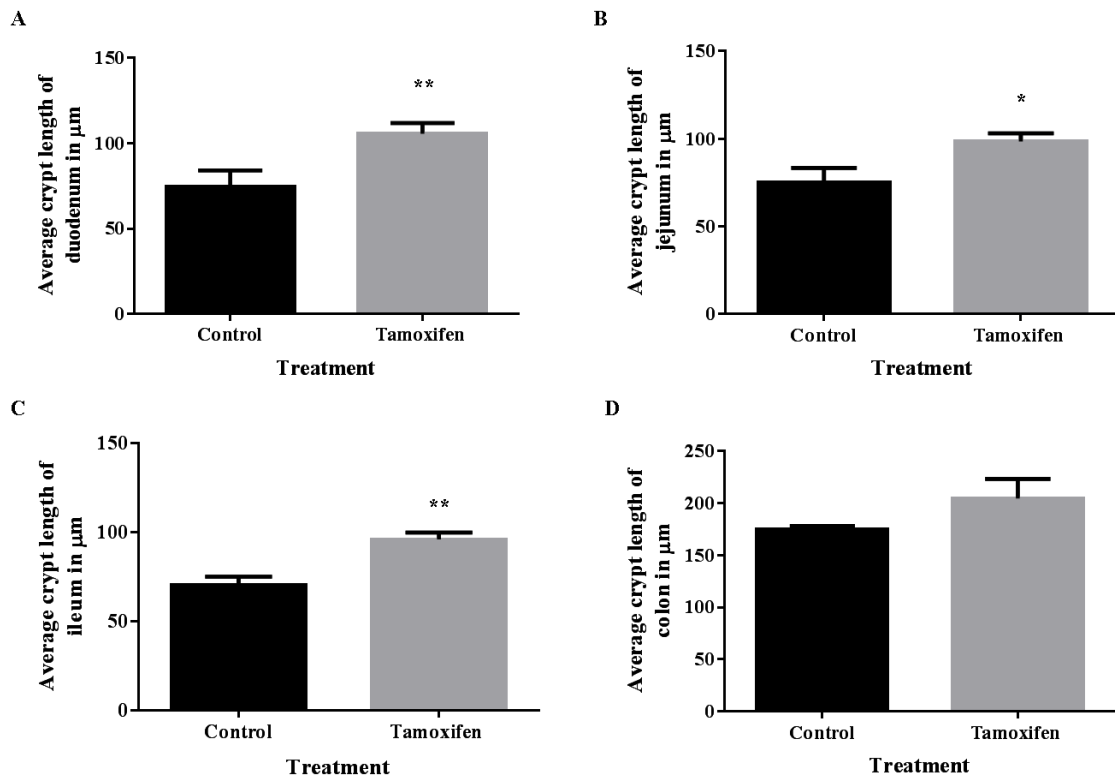 A
Average crypt length of
duodenum in μm
150
100
50
0
**
Control
Tamoxifen
Treatment
B
Average crypt length of
jejunum in μm
150
100
50
0
*
Control
Tamoxifen
Treatment
C
Average crypt length of
ileum in μm
150
100
50
0
**
Control
Tamoxifen
Treatment
D
Average crypt length of
colon in μm
250
200
150
100
50
0
Control
Tamoxifen
Treatment